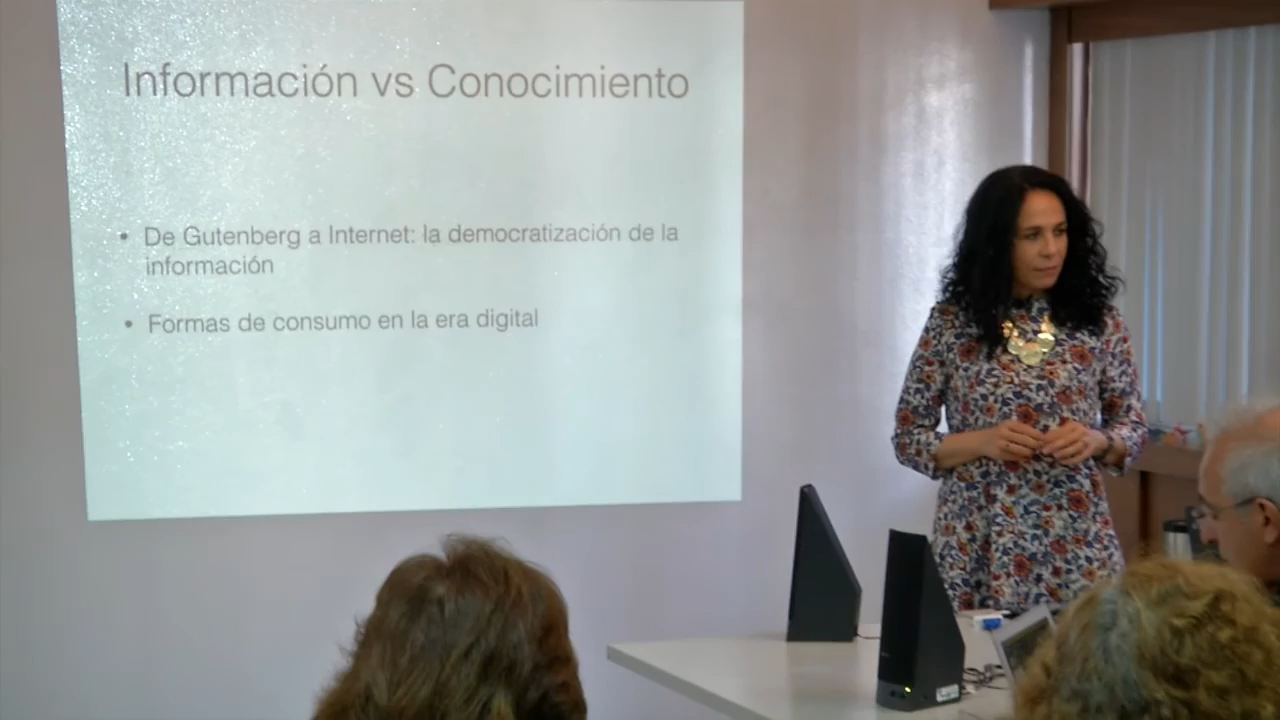 Información vs Conocimiento
• De Gutenberg a Internet: la democratización de la
información
• Formas de consumo en la era digital